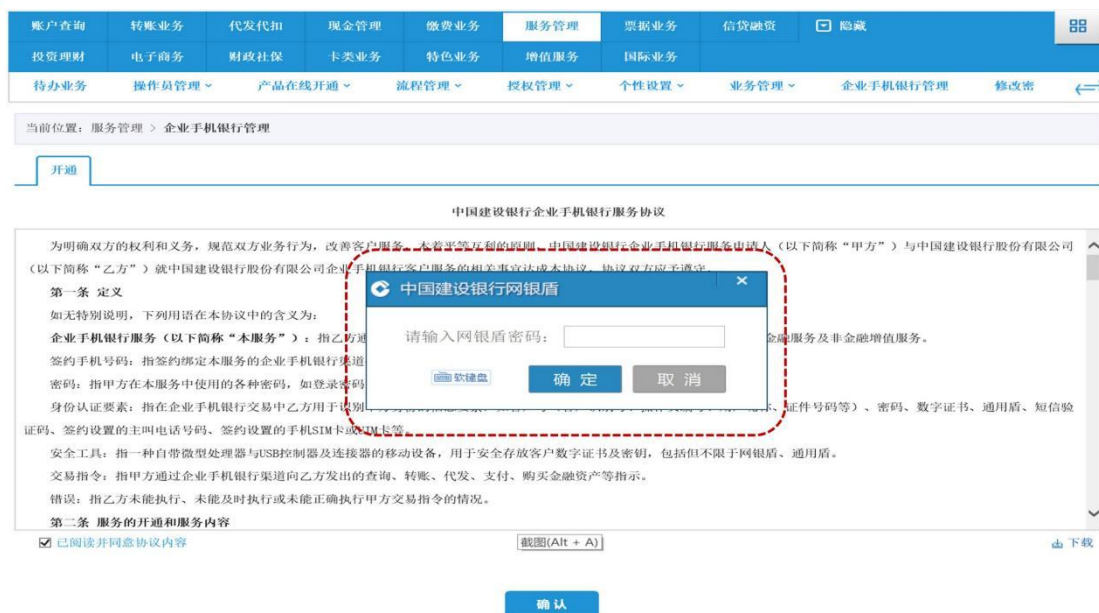 账户查询 转账业务 代发代扣 现金管理 缴费业务 服务管理 票据业务 信贷融资 隐藏
投资理财 电子商务 财政社保 卡类业务 特色业务 增值服务 国际业务
待办业务 操作员管理 产品在线开通 流程管理 授权管理 个性设置 业务管理 企业手机银行管理 修改密
当前位置：服务管理 > 企业手机银行管理
开通
中国建设银行企业手机银行服务协议
为明确双方的权利和义务，规范双方业务行为，改善客户服务，本着平等互利的原则，中国建设银行企业手机银行服务申请人（以下简称“甲方”）与中国建设银行股份有限公司
（以下简称“乙方”）就中国建设银行股份有限公司企业手机银行客户服务的相关事宜达成本协议，协议双方应予遵守。
第一条 定义
如无特别说明，下列用语在本协议中的含义为：
企业手机银行服务（以下简称“本服务”）：指乙方通 金融服务及非金融增值服务。
签约手机号码：指签约绑定本服务的企业手机银行渠道
密码：指甲方在本服务中使用的各种密码，如登录密码
身份认证要素：指在企业手机银行交易中乙方用于识别 证件号码等）、密码、数字证书、通用盾、短信验
证码、签约设置的主叫电话号码、签约设置的手机SIM卡或UIM卡等。
安全工具：指一种自带微型处理器与USB控制器及连接器的移动设备，用于安全存放客户数字证书及密钥，包括但不限于网银盾、通用盾。
交易指令：指甲方通过企业手机银行渠道向乙方发出的查询、转账、代发、支付、购买金融资产等指示。
错误：指乙方未能执行、未能及时执行或未能正确执行甲方交易指令的情况。
第二条 服务的开通和服务内容
中国建设银行网银盾 ×
请输入网银盾密码：
软键盘 确 定 取 消
已阅读并同意协议内容 截图(Alt + A) 下载
确 认